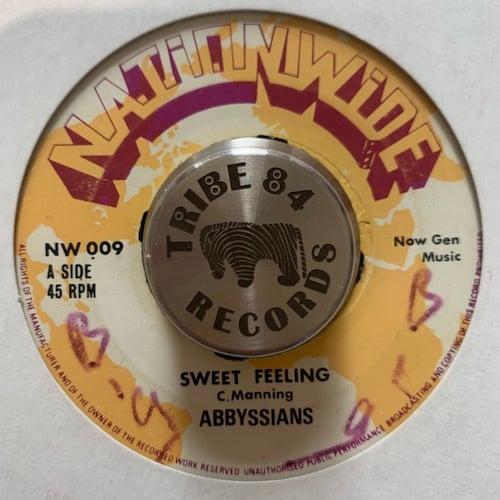 NATIONWIDE
TRIBE 84
RECORDS
NW 009
A SIDE
45 RPM
Now Gen
Music
SWEET FEELING
C. Manning
ABBYSSIANS
ALL RIGHTS OF THE MANUFACTURER AND OF THE OWNER OF THE RECORDED WORK RESERVED UNAUTHORISED PUBLIC PERFORMANCE BROADCASTING AND COPYING OF THIS RECORD PROHIBITED